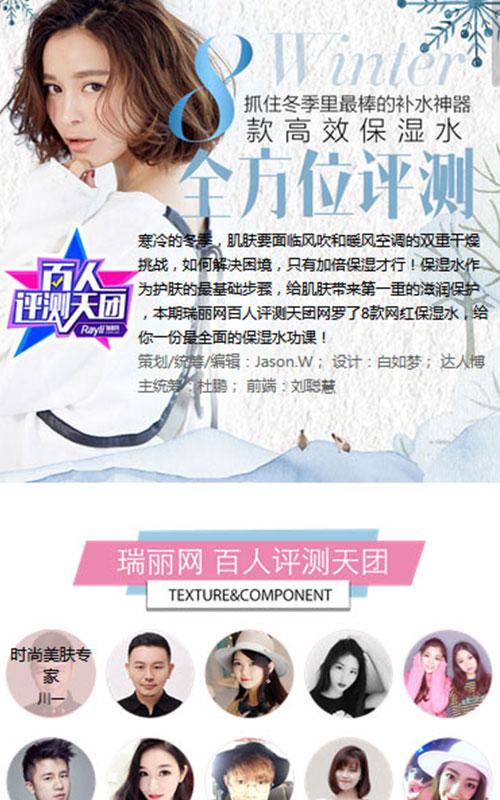 8 Winter
抓住冬季里最棒的补水神器
款高效保湿水
全方位评测
寒冷的冬季，肌肤要面临风吹和暖风空调的双重干燥
挑战，如何解决困境，只有加倍保湿才行！保湿水作
为护肤的最基础步骤，给肌肤带来第一重的滋润保护
，本期瑞丽网百人评测天团网罗了8款网红保湿水，给
你一份最全面的保湿水功课！
策划/统筹/编辑：Jason.W； 设计：白如梦； 达人博
主统筹：杜鹏； 前端：刘聪慧
百人
评测天团
Rayli
瑞丽网 百人评测天团
TEXTURE&COMPONENT
时尚美肤专
家
川一